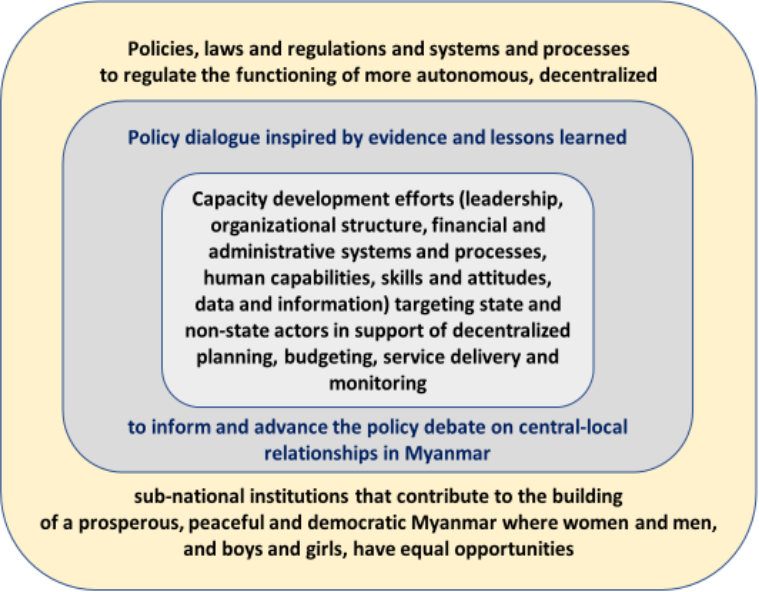 Policies, laws and regulations and systems and processes
to regulate the functioning of more autonomous, decentralized
Policy dialogue inspired by evidence and lessons learned
Capacity development efforts (leadership,
organizational structure, financial and
administrative systems and processes,
human capabilities, skills and attitudes,
data and information) targeting state and
non-state actors in support of decentralized
planning, budgeting, service delivery and
monitoring
to inform and advance the policy debate on central-local
relationships in Myanmar
sub-national institutions that contribute to the building
of a prosperous, peaceful and democratic Myanmar where women and men,
and boys and girls, have equal opportunities